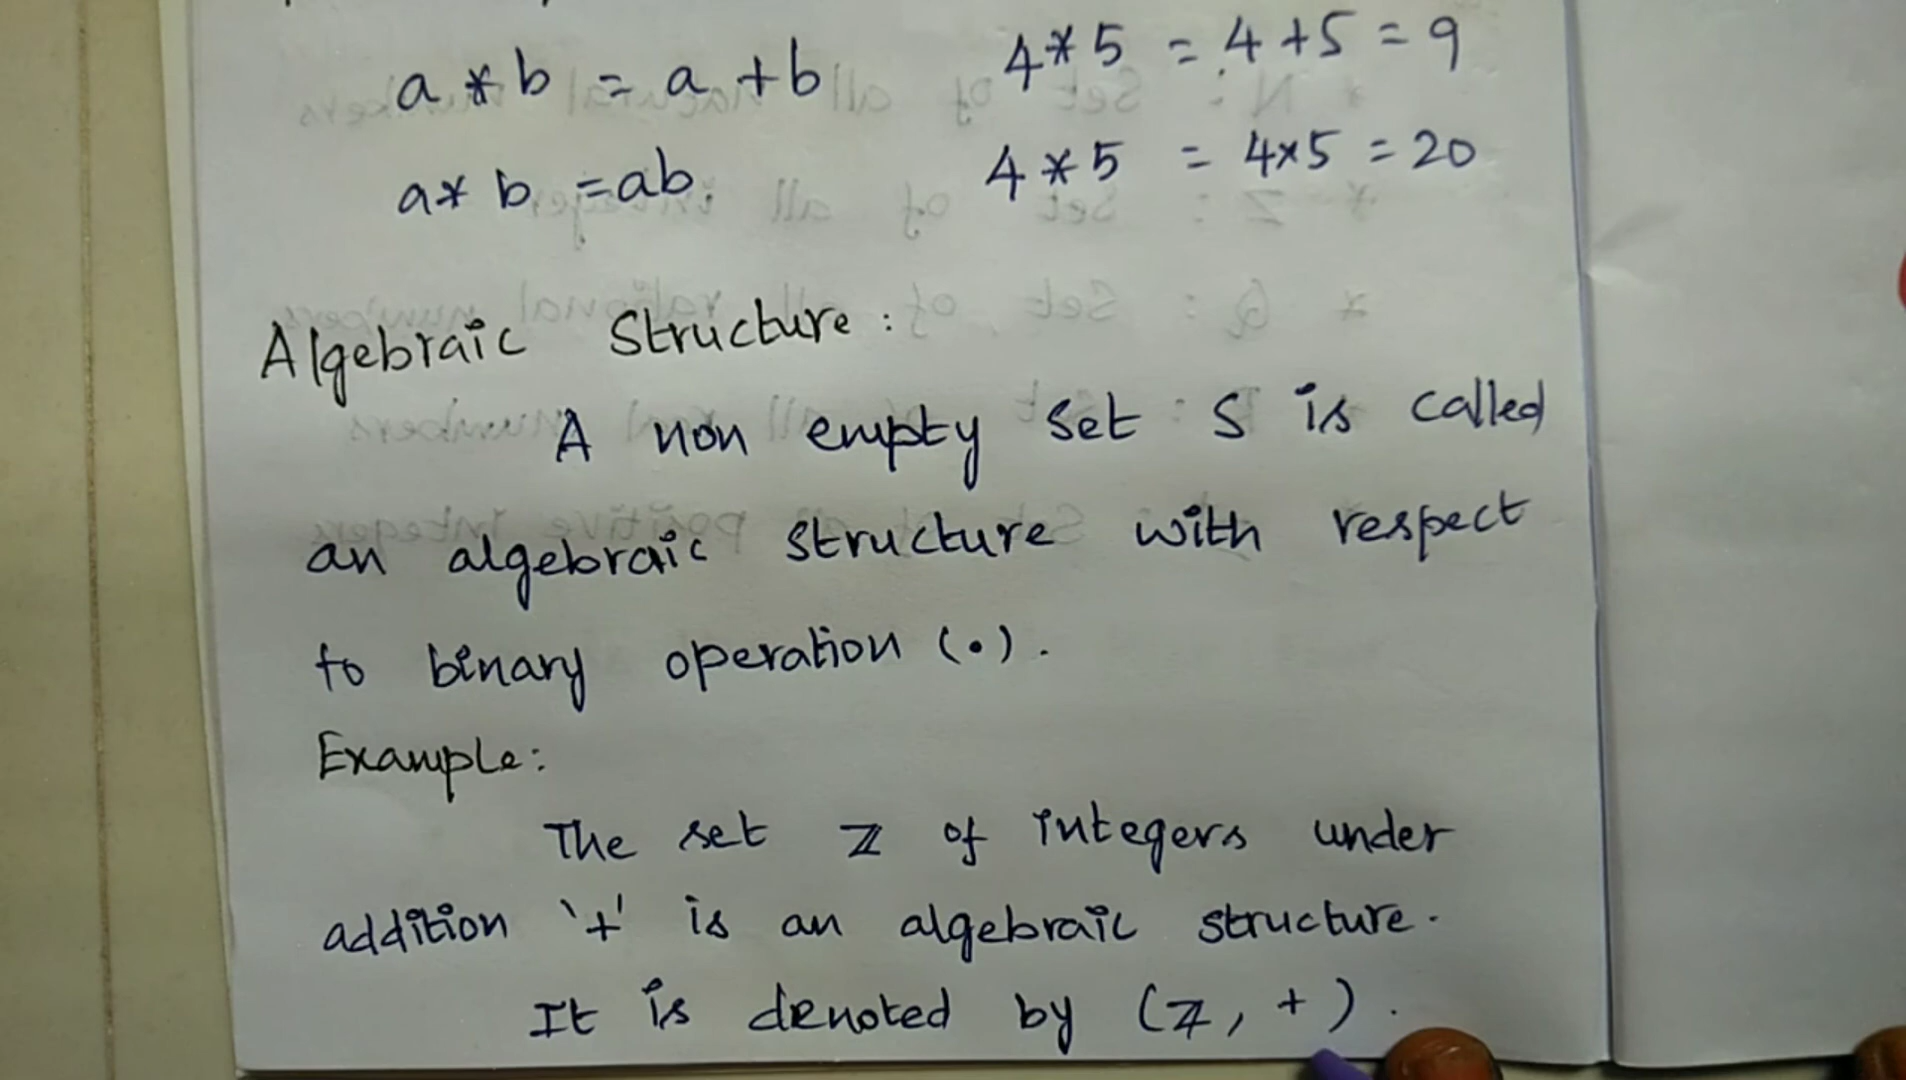 a * b = a + b    4 * 5 = 4 + 5 = 9
a * b = ab.    4 * 5 = 4 x 5 = 20
Algebraic Structure :
A non empty set S is called
an algebraic structure with respect
to binary operation (•).
Example:
The set Z of integers under
addition '+' is an algebraic structure.
It is denoted by (Z, +).